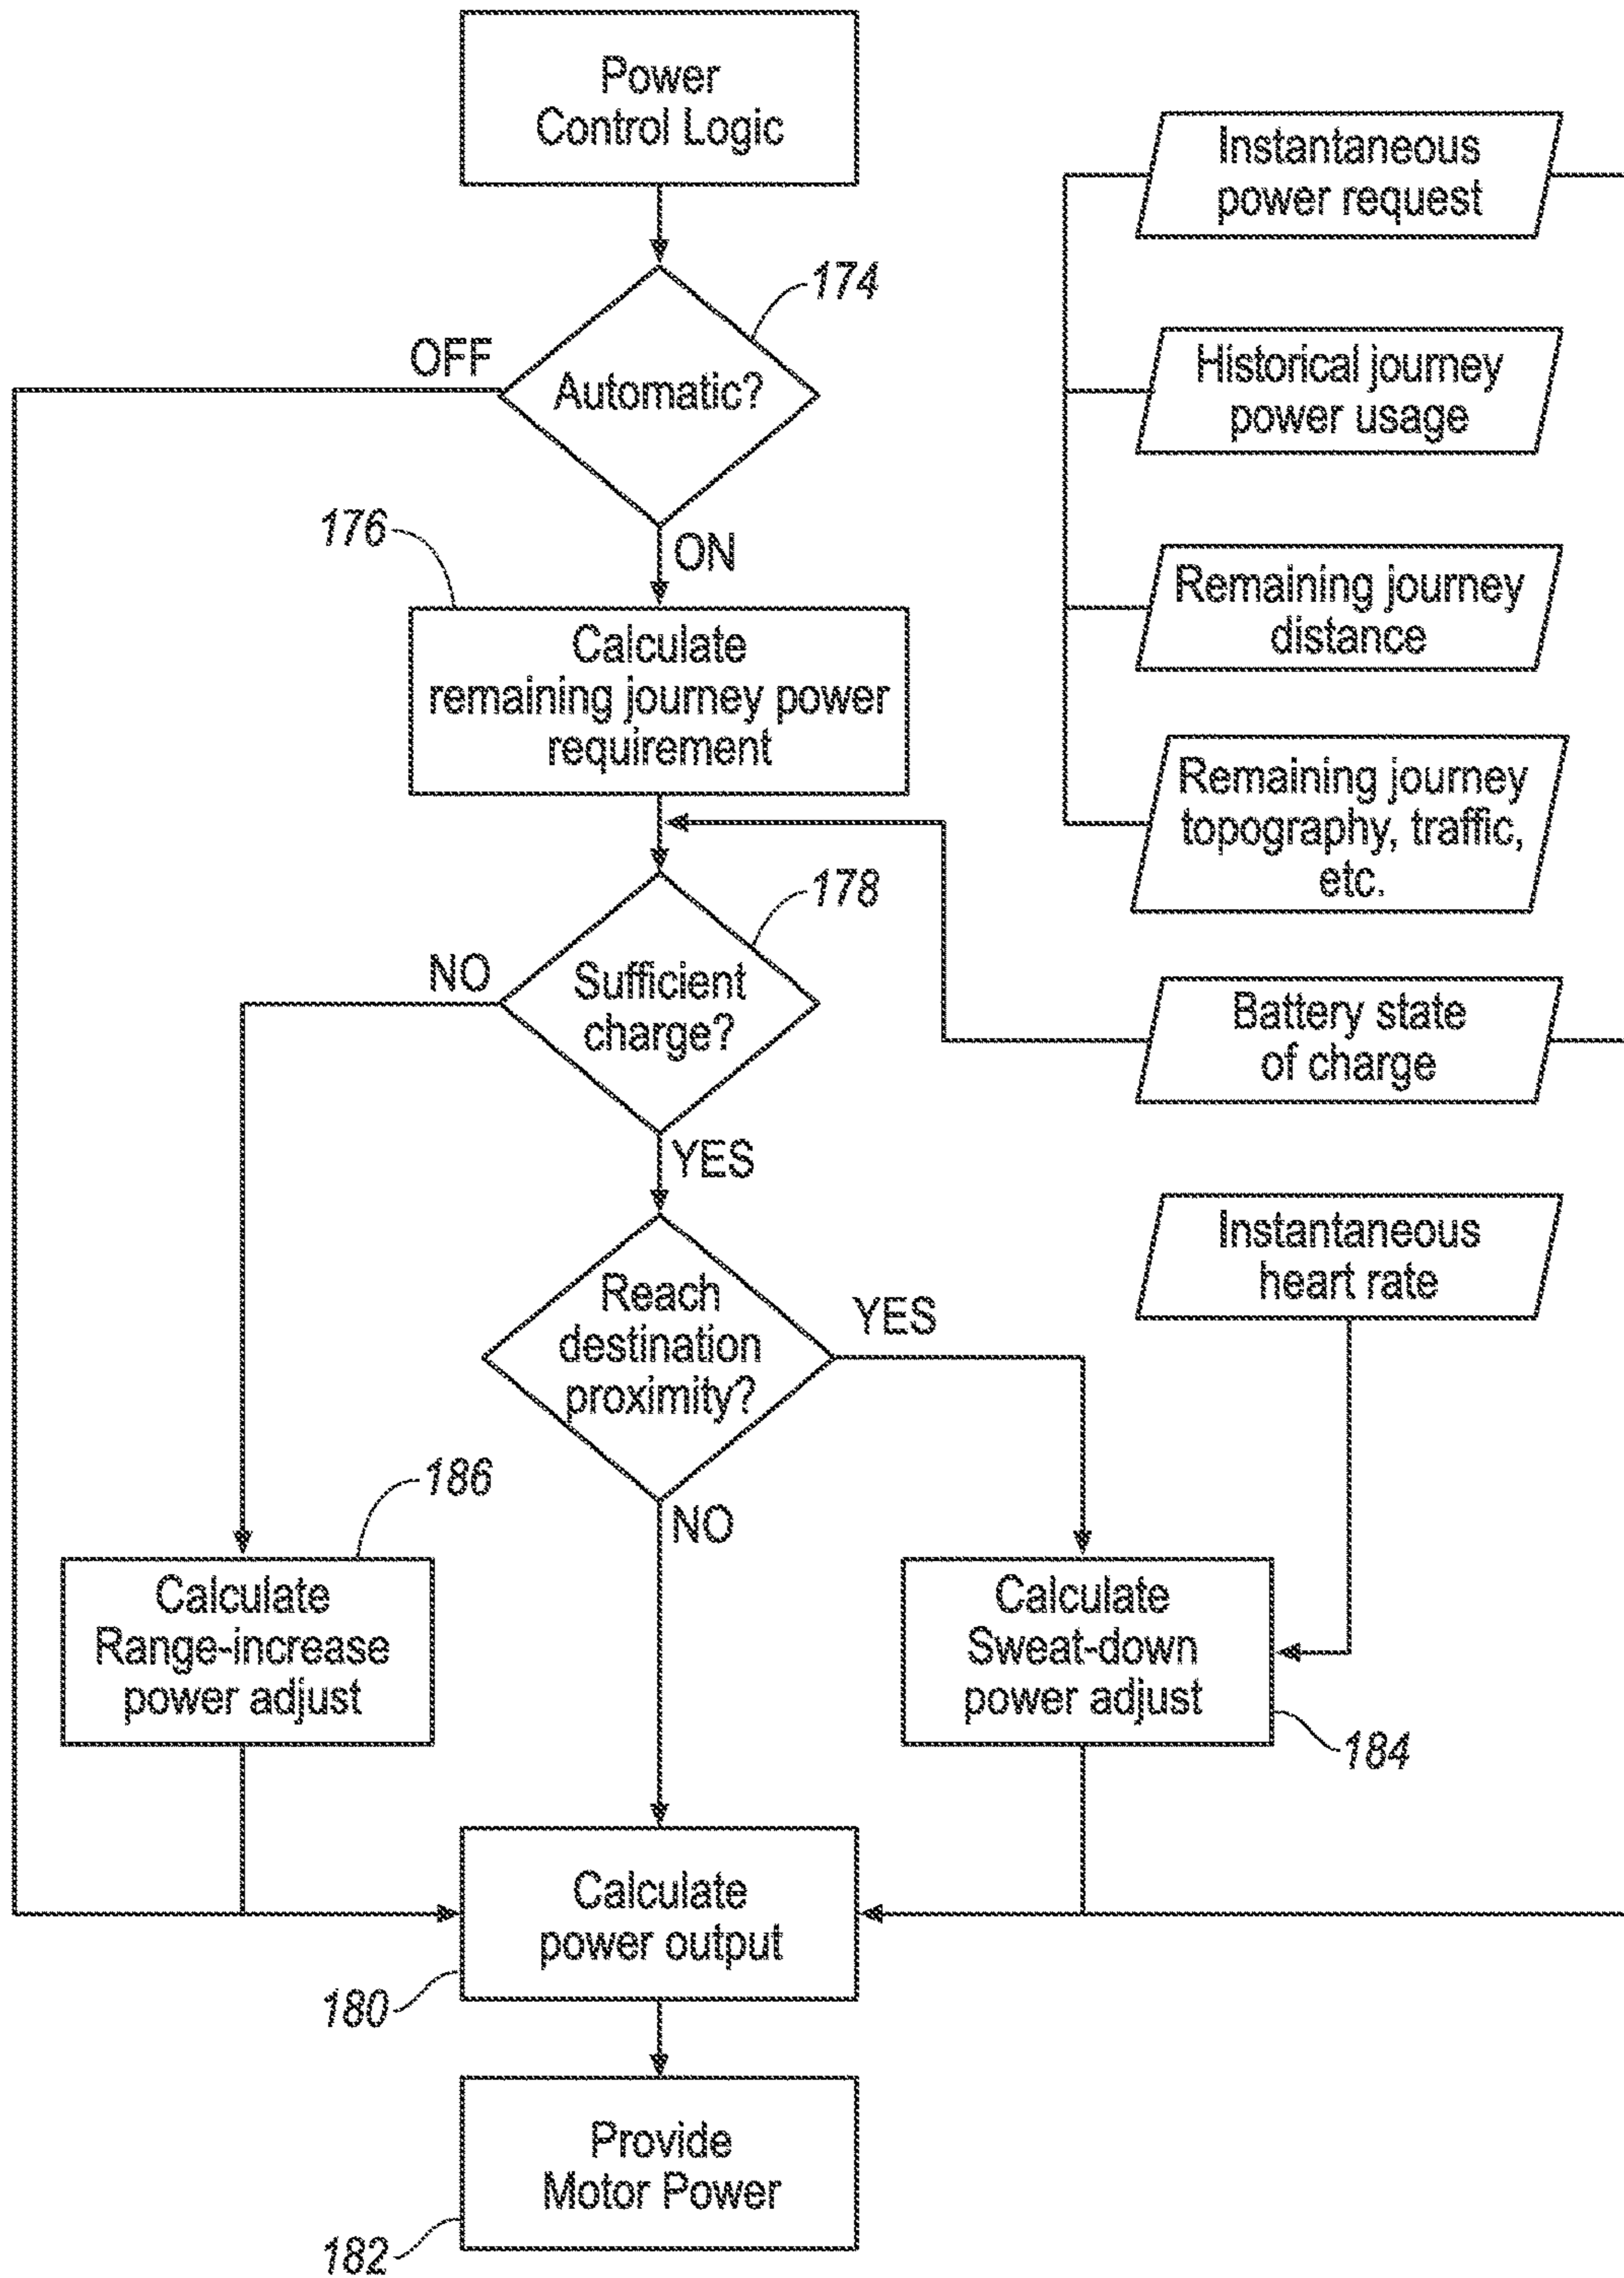 Power
Control Logic
Instantaneous
power request
174
OFF
Automatic?
Historical journey
power usage
176
ON
Remaining journey
distance
Calculate
remaining journey power
requirement
Remaining journey
topography, traffic,
etc.
178
NO
Sufficient
charge?
Battery state
of charge
YES
Instantaneous
heart rate
Reach
destination
proximity?
YES
186
NO
Calculate
Range-increase
power adjust
Calculate
Sweat-down
power adjust
184
Calculate
power output
180
Provide
Motor Power
182